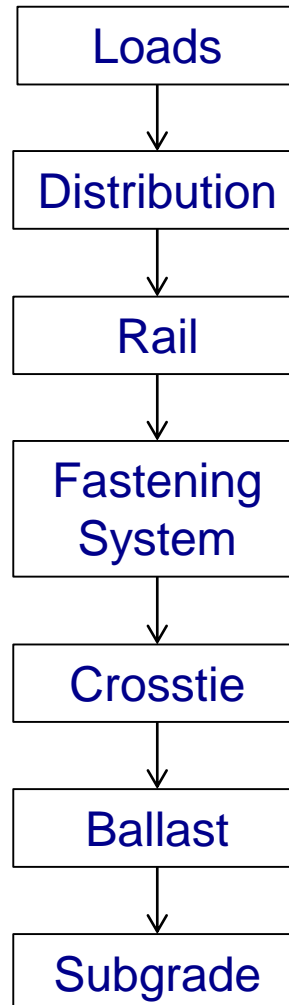 Loads
Distribution
Rail
Fastening
System
Crosstie
Ballast
Subgrade